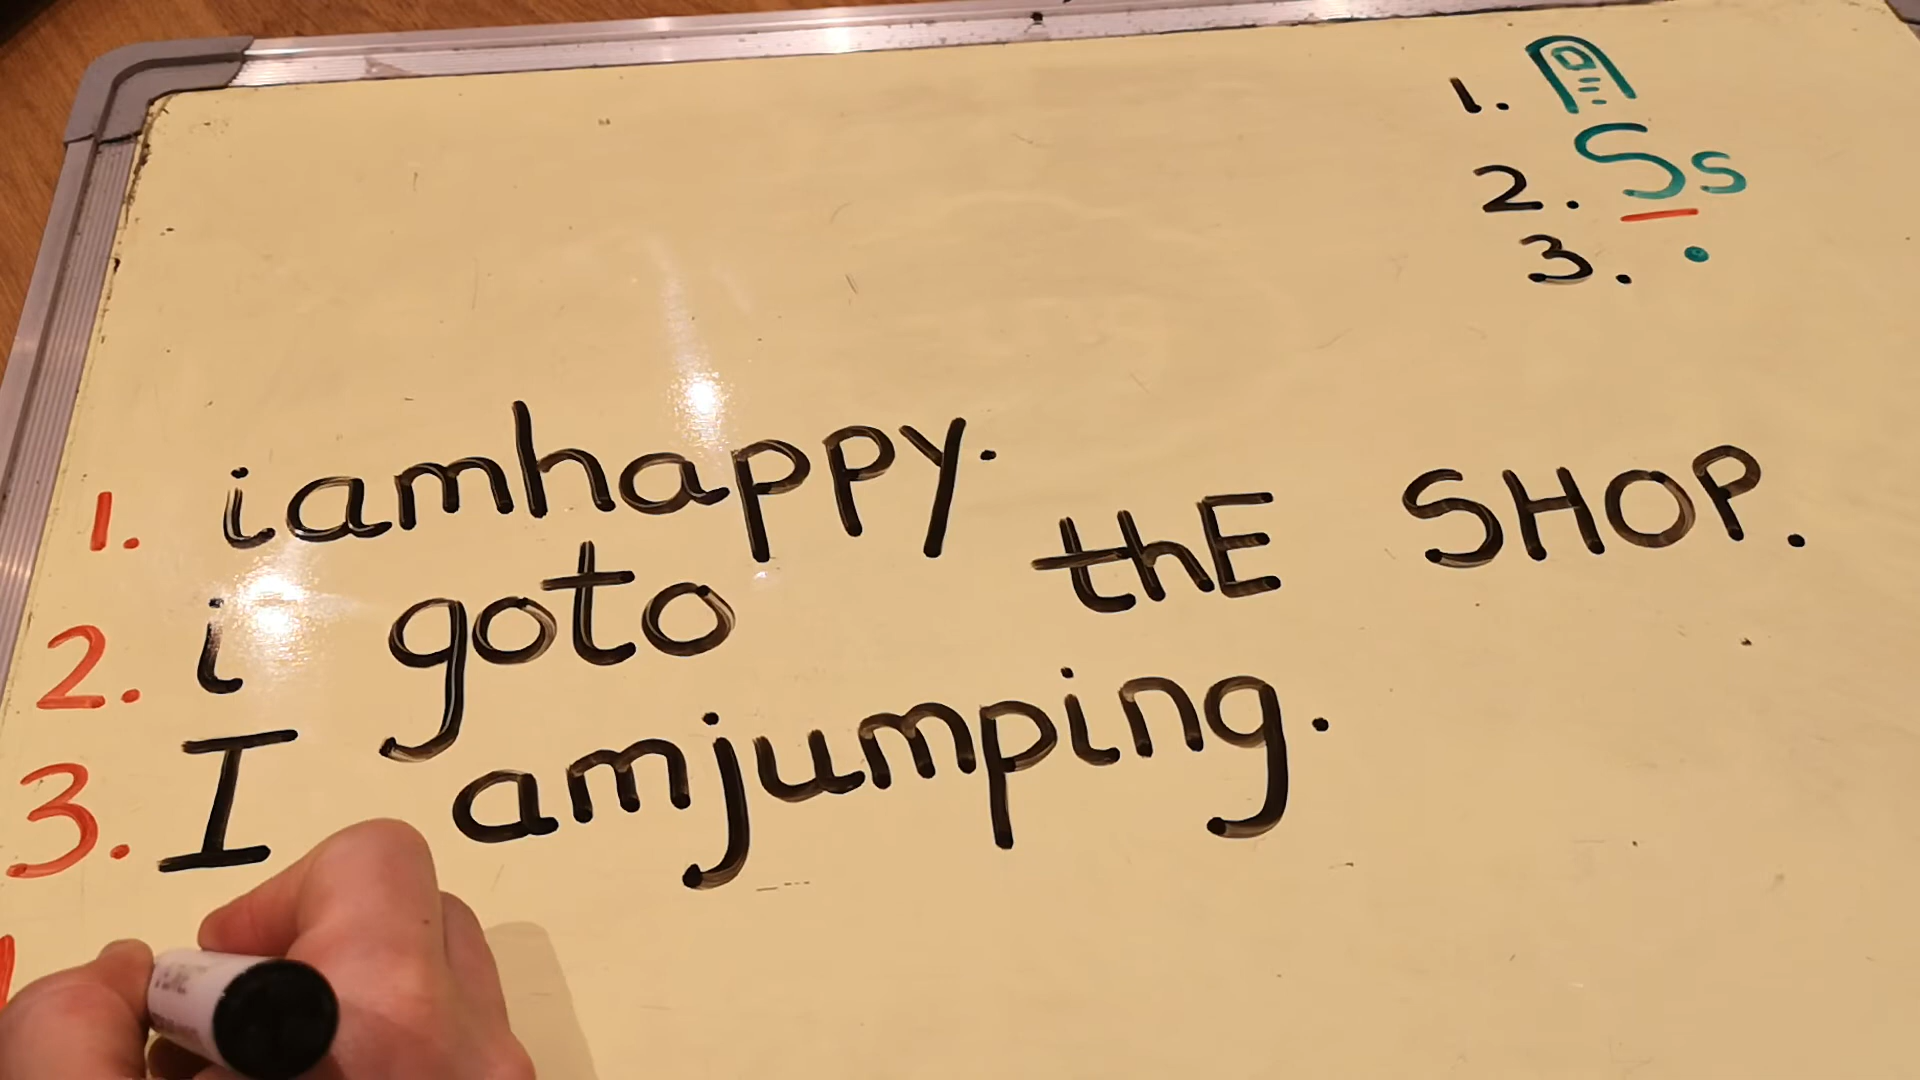 1.
2. Ss
3. .
1. iamhappy.
2. i goto thE SHOP.
3. I amjumping.